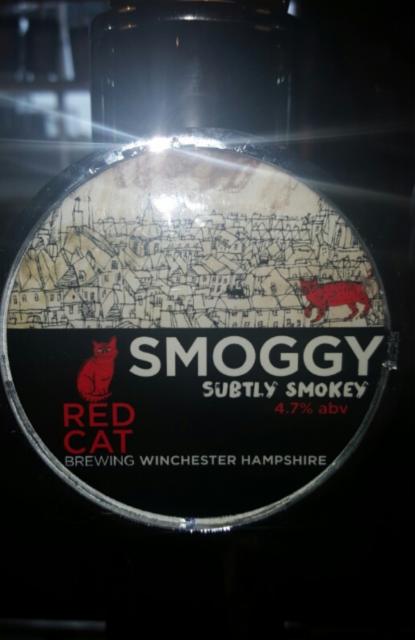 SMOGGY
SUBTLY SMOKEY
4.7% abv
RED
CAT
BREWING WINCHESTER HAMPSHIRE